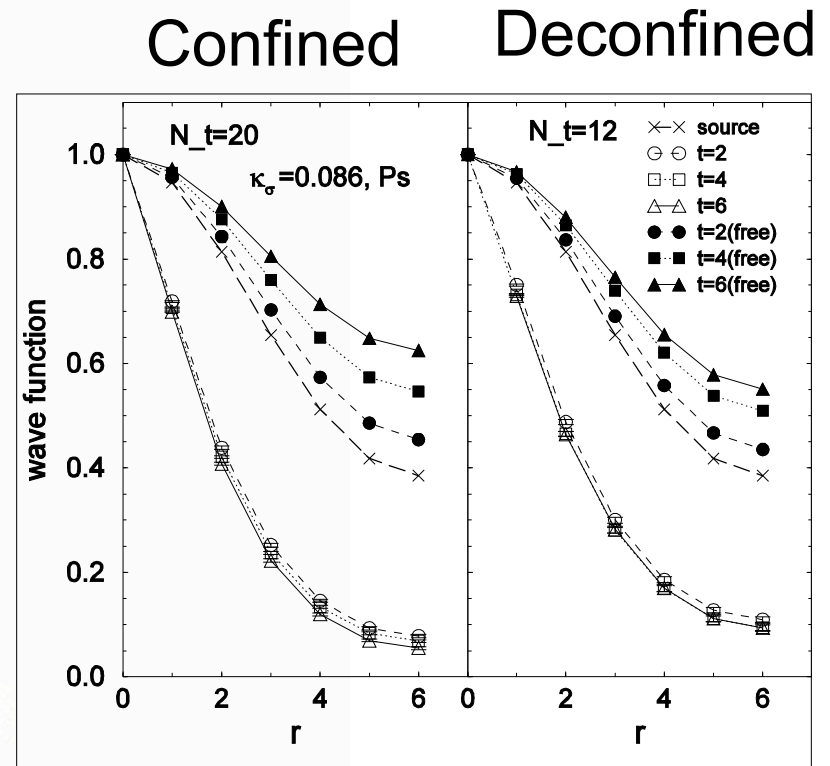 Confined
Deconfined
N_t=20
κσ=0.086, Ps
N_t=12
source
t=2
t=4
t=6
t=2(free)
t=4(free)
t=6(free)
wave function
1.0
0.8
0.6
0.4
0.2
0.0
0 2 4 6
0 2 4 6
r
r